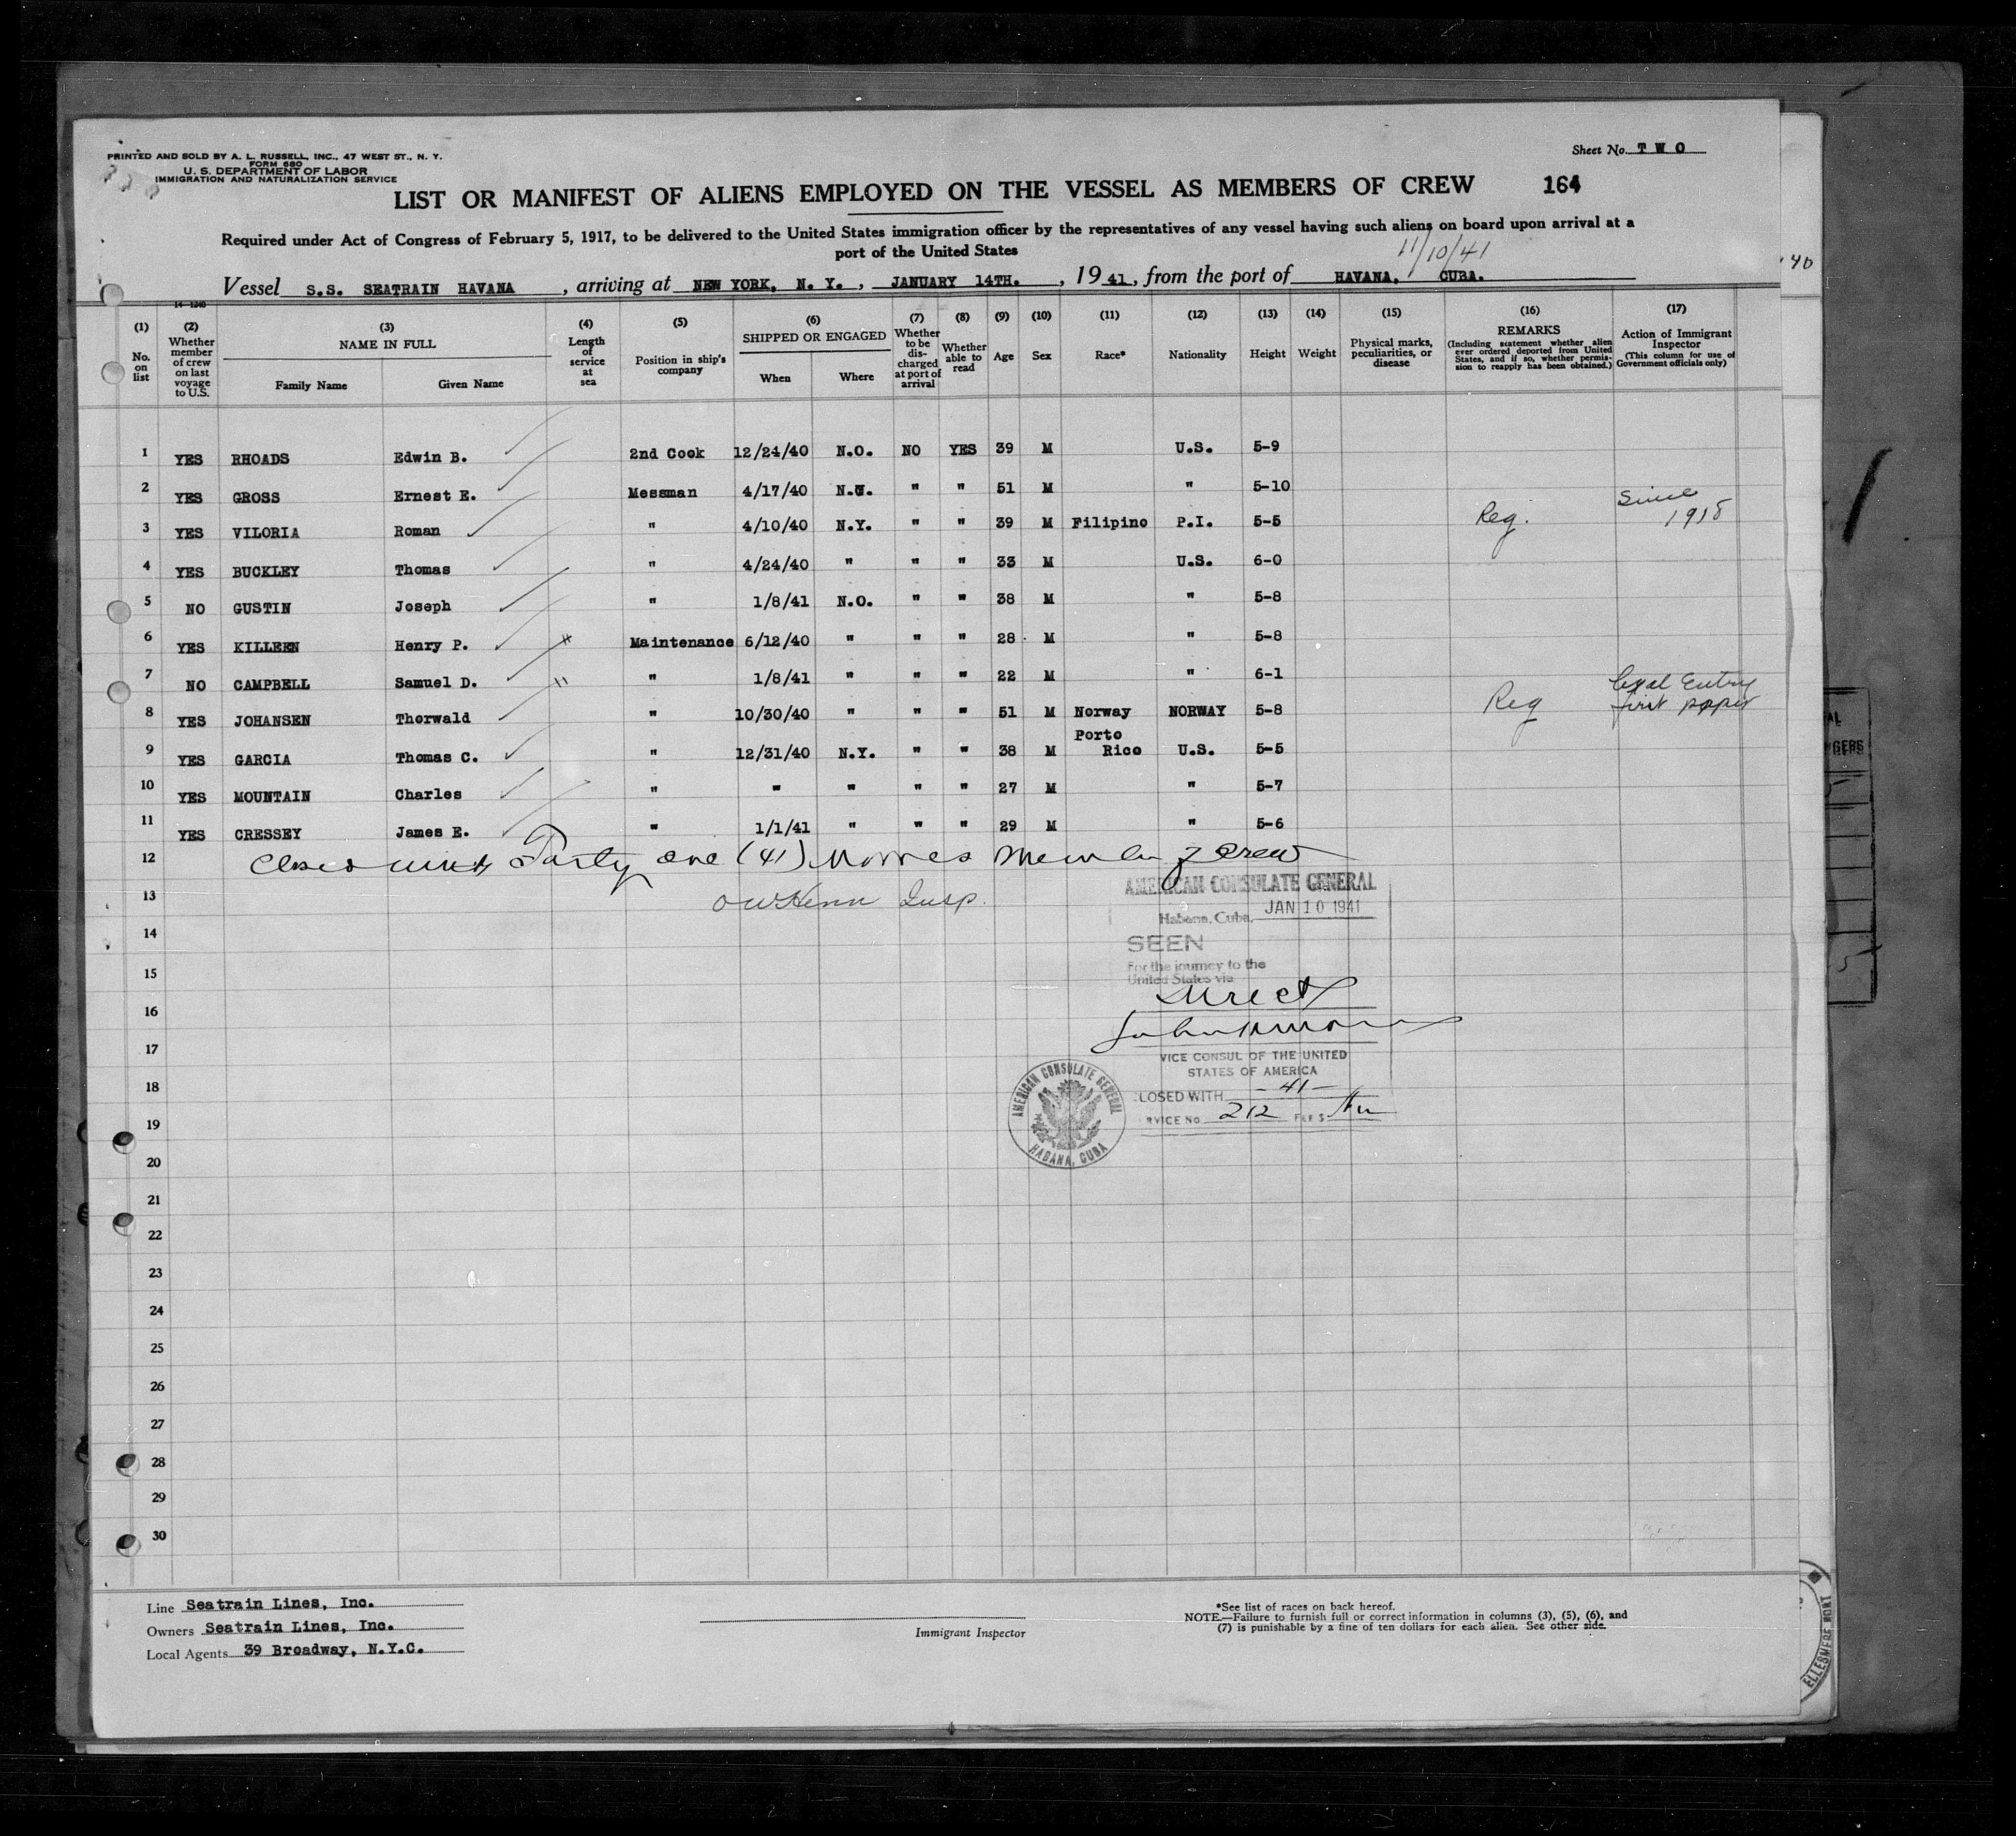 PRINTED AND SOLD BY A. L. RUSSELL, INC., 47 WEST ST., N. Y.
FORM 680
U. S. DEPARTMENT OF LABOR
IMMIGRATION AND NATURALIZATION SERVICE
Sheet No. TWO
LIST OR MANIFEST OF ALIENS EMPLOYED ON THE VESSEL AS MEMBERS OF CREW 164
Required under Act of Congress of February 5, 1917, to be delivered to the United States immigration officer by the representatives of any vessel having such aliens on board upon arrival at a
port of the United States
11/10/41
Vessel S.S. SEATRAIN HAVANA, arriving at NEW YORK, N. Y., JANUARY 14TH., 1941, from the port of HAVANA, CUBA.
14-1240
(1) No. on list
(2) Whether member of crew on last voyage to U.S.
(3) NAME IN FULL Family Name Given Name
(4) Length of service at sea
(5) Position in ship's company
(6) SHIPPED OR ENGAGED When Where
(7) Whether to be discharged at port of arrival
(8) Whether able to read
(9) Age
(10) Sex
(11) Race*
(12) Nationality
(13) Height
(14) Weight
(15) Physical marks, peculiarities, or disease
(16) REMARKS (Including statement whether alien ever ordered deported from United States, and if so, whether permission to reapply has been obtained.)
(17) Action of Immigrant Inspector (This column for use of Government officials only)
1 YES RHOADS Edwin B. 2nd Cook 12/24/40 N.O. NO YES 39 M U.S. 5-9
2 YES GROSS Ernest E. Messman 4/17/40 " " 51 M " 5-10
3 YES VILORIA Roman " 4/10/40 N.Y. " " 39 M Filipino P.I. 5-5 Reg. Since 1918
4 YES BUCKLEY Thomas " 4/24/40 " " " 33 M U.S. 6-0
5 NO GUSTIN Joseph " 1/8/41 N.O. " " 38 M " 5-8
6 YES KILLEEN Henry P. Maintenance 6/12/40 " " " 28 M " 5-8
7 NO CAMPBELL Samuel D. " 1/8/41 " " " 22 M " 6-1
8 YES JOHANSEN Thorwald " 10/30/40 " " " 51 M Norway NORWAY 5-8 Reg legal Entry first paper
9 YES GARCIA Thomas C. " 12/31/40 N.Y. " " 38 M Porto Rico U.S. 5-5
10 YES MOUNTAIN Charles " " " " " 27 M " 5-7
11 YES CRESSEY James E. " 1/1/41 " " " 29 M " 5-6
12 Closed with Forty one (41) Names Member of Crew
13 Insp.
AMERICAN CONSULATE GENERAL
Habana, Cuba, JAN 10 1941
14
SEEN
15
For the journey to the
United States via
Direct
16
17
VICE CONSUL OF THE UNITED
STATES OF AMERICA
18
CLOSED WITH -41-
19
RVICE No. 212 FEE $
AMERICAN CONSULATE GENERAL
HABANA, CUBA
20
21
22
23
24
25
26
27
28
29
30
Line Seatrain Lines, Inc.
Owners Seatrain Lines, Inc.
Local Agents 39 Broadway, N.Y.C.
Immigrant Inspector
*See list of races on back hereof.
NOTE.—Failure to furnish full or correct information in columns (3), (5), (6), and
(7) is punishable by a fine of ten dollars for each alien. See other side.